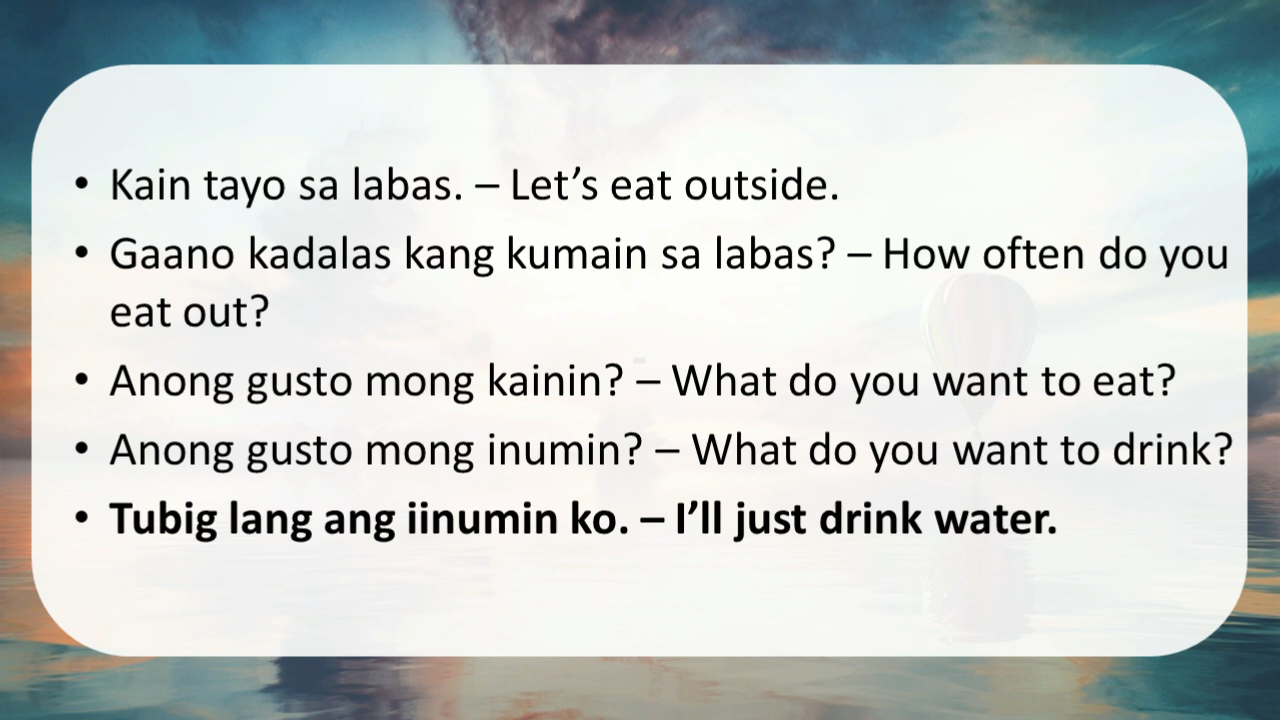 • Kain tayo sa labas. – Let’s eat outside.
• Gaano kadalas kang kumain sa labas? – How often do you
eat out?
• Anong gusto mong kainin? – What do you want to eat?
• Anong gusto mong inumin? – What do you want to drink?
• Tubig lang ang iinumin ko. – I’ll just drink water.